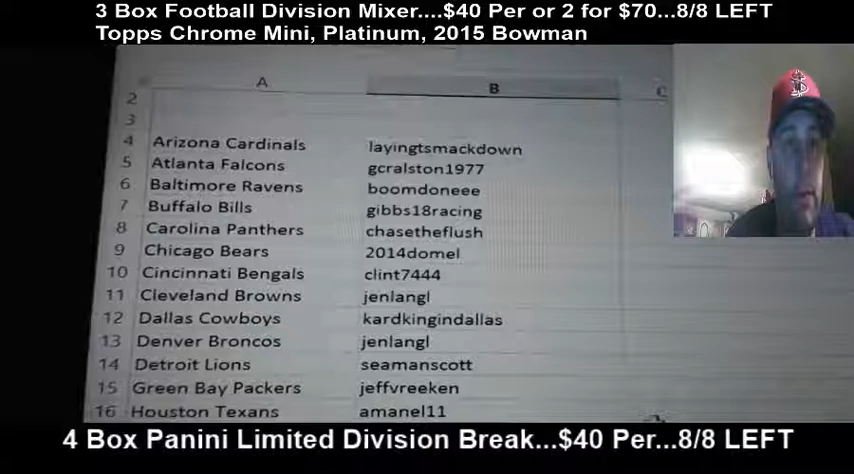 3 Box Football Division Mixer....$40 Per or 2 for $70...8/8 LEFT
Topps Chrome Mini, Platinum, 2015 Bowman
A B C
2
3
4 Arizona Cardinals layingtsmackdown
5 Atlanta Falcons gcralston1977
6 Baltimore Ravens boomdoneee
7 Buffalo Bills gibbs18racing
8 Carolina Panthers chasetheflush
9 Chicago Bears 2014domel
10 Cincinnati Bengals clint7444
11 Cleveland Browns jenlangl
12 Dallas Cowboys kardkingindallas
13 Denver Broncos jenlangl
14 Detroit Lions seamanscott
15 Green Bay Packers jeffvreeken
16 Houston Texans amanel11
4 Box Panini Limited Division Break...$40 Per...8/8 LEFT